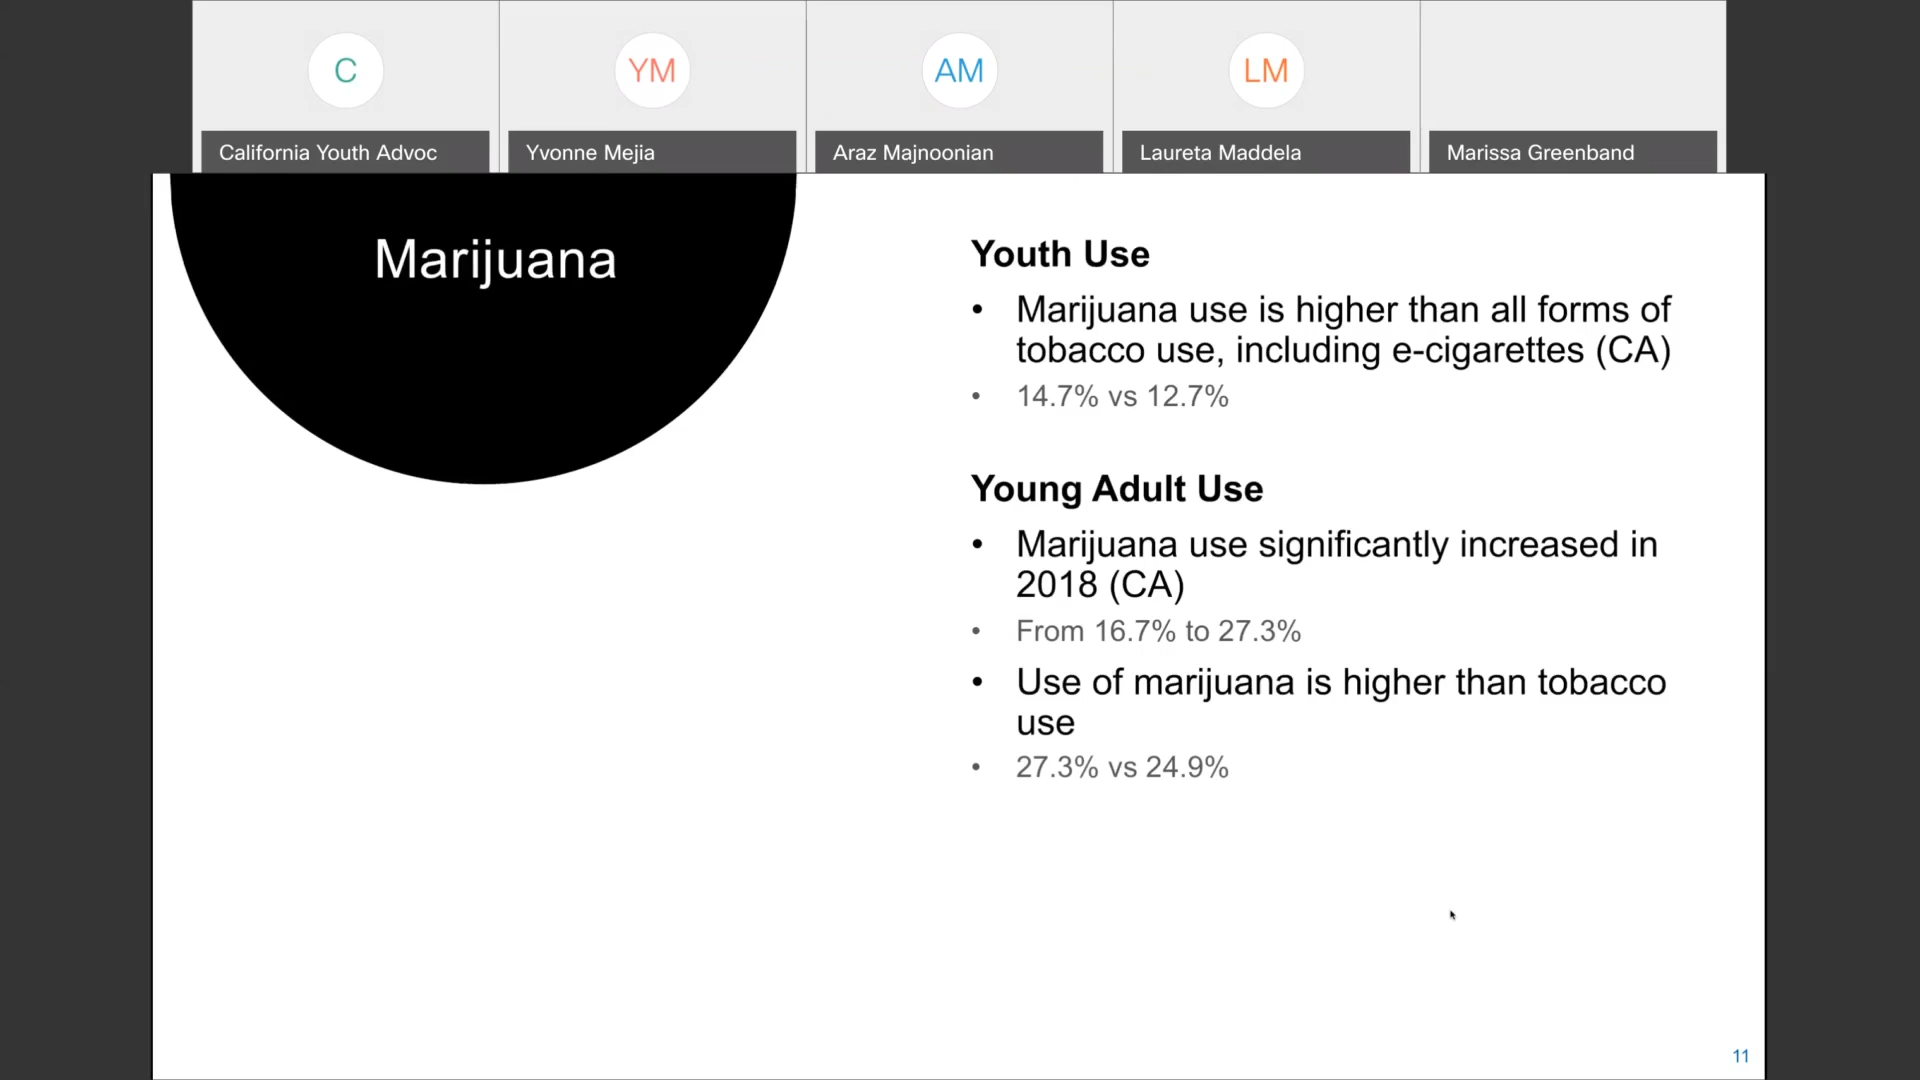 C
YM
AM
LM
California Youth Advoc
Yvonne Mejia
Araz Majnoonian
Laureta Maddela
Marissa Greenband
Marijuana
Youth Use
• Marijuana use is higher than all forms of
tobacco use, including e-cigarettes (CA)
• 14.7% vs 12.7%
Young Adult Use
• Marijuana use significantly increased in
2018 (CA)
• From 16.7% to 27.3%
• Use of marijuana is higher than tobacco
use
• 27.3% vs 24.9%
11